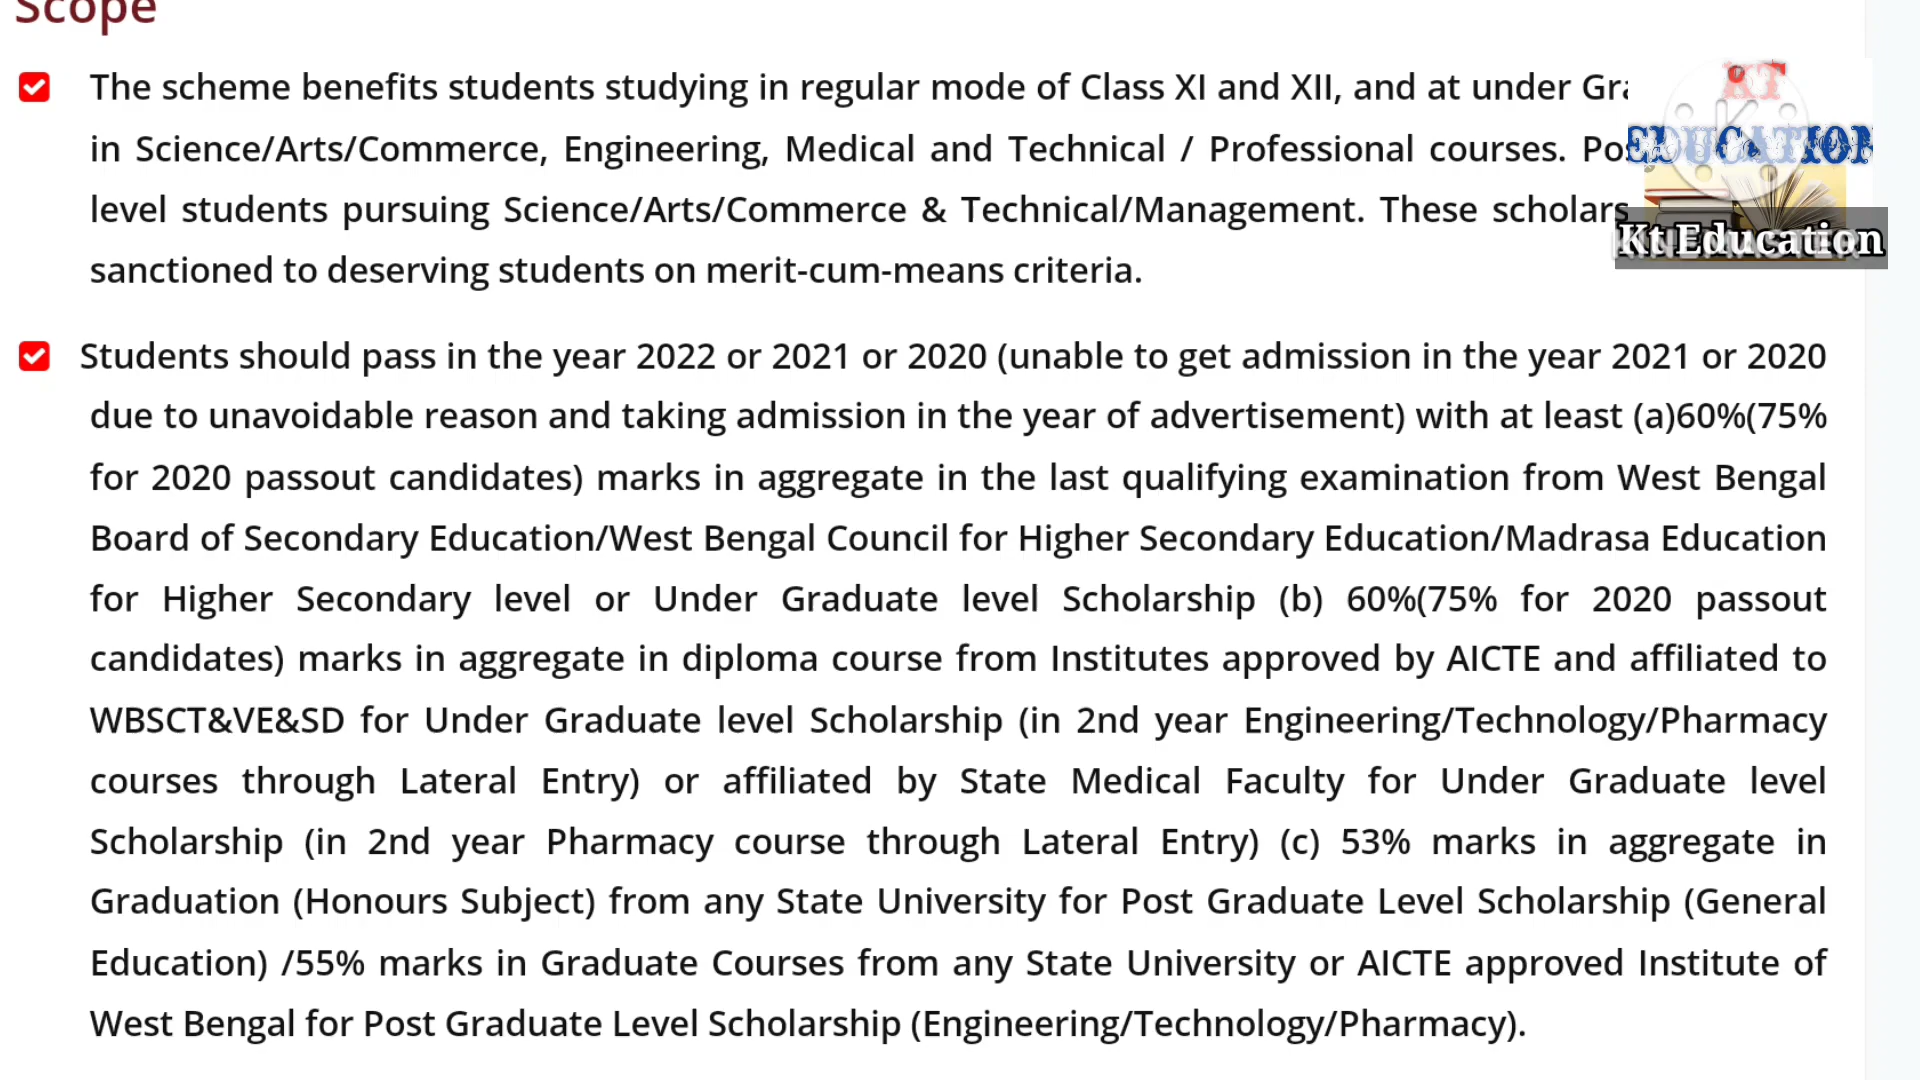 Scope
The scheme benefits students studying in regular mode of Class XI and XII, and at under
in Science/Arts/Commerce, Engineering, Medical and Technical / Professional courses.
level students pursuing Science/Arts/Commerce & Technical/Management. These
sanctioned to deserving students on merit-cum-means criteria.
KT
EDUCATION
Kt Education
Students should pass in the year 2022 or 2021 or 2020 (unable to get admission in the year 2021 or 2020
due to unavoidable reason and taking admission in the year of advertisement) with at least (a)60%(75%
for 2020 passout candidates) marks in aggregate in the last qualifying examination from West Bengal
Board of Secondary Education/West Bengal Council for Higher Secondary Education/Madrasa Education
for Higher Secondary level or Under Graduate level Scholarship (b) 60%(75% for 2020 passout
candidates) marks in aggregate in diploma course from Institutes approved by AICTE and affiliated to
WBSCT&VE&SD for Under Graduate level Scholarship (in 2nd year Engineering/Technology/Pharmacy
courses through Lateral Entry) or affiliated by State Medical Faculty for Under Graduate level
Scholarship (in 2nd year Pharmacy course through Lateral Entry) (c) 53% marks in aggregate in
Graduation (Honours Subject) from any State University for Post Graduate Level Scholarship (General
Education) /55% marks in Graduate Courses from any State University or AICTE approved Institute of
West Bengal for Post Graduate Level Scholarship (Engineering/Technology/Pharmacy).